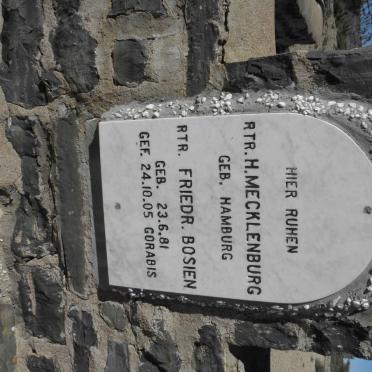 HIER RUHEN
RTR. H. MECKLENBURG
GEB. HAMBURG
RTR. FRIEDR. BOSIEN
GEB. 23.6.81
GEF. 24.10.05 GORABIS